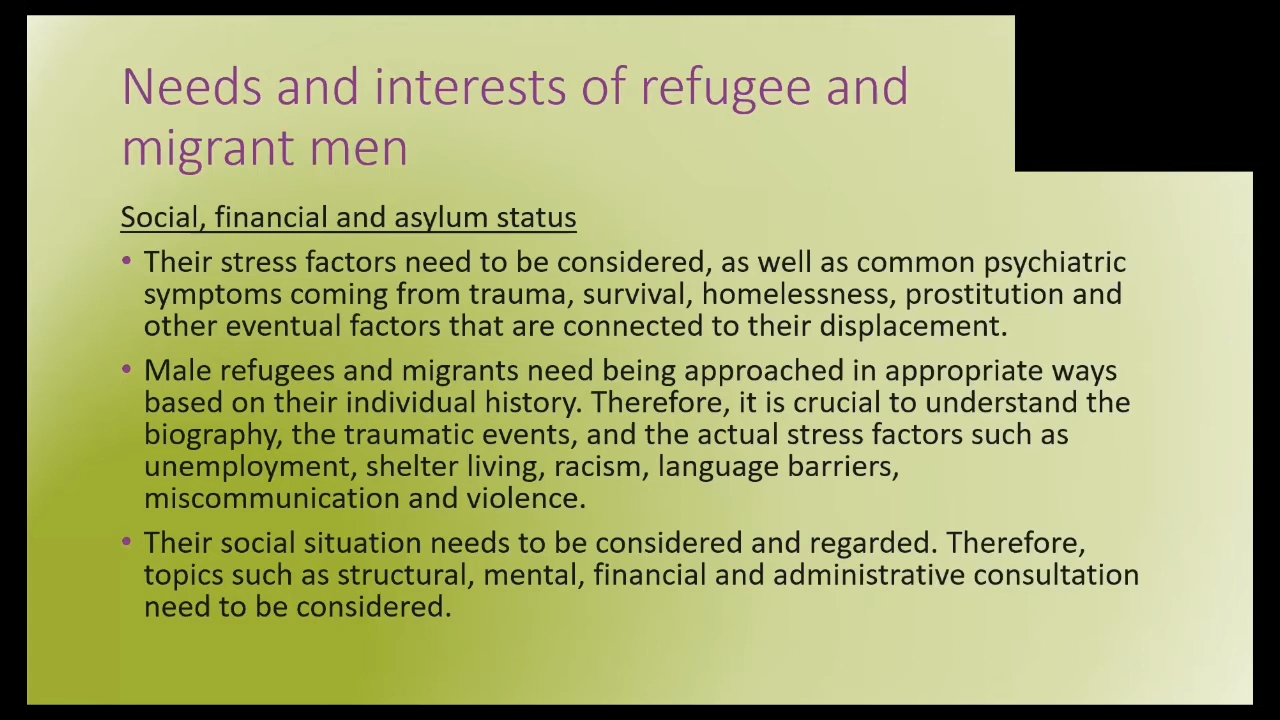 Needs and interests of refugee and
migrant men
Social, financial and asylum status
• Their stress factors need to be considered, as well as common psychiatric
symptoms coming from trauma, survival, homelessness, prostitution and
other eventual factors that are connected to their displacement.
• Male refugees and migrants need being approached in appropriate ways
based on their individual history. Therefore, it is crucial to understand the
biography, the traumatic events, and the actual stress factors such as
unemployment, shelter living, racism, language barriers,
miscommunication and violence.
• Their social situation needs to be considered and regarded. Therefore,
topics such as structural, mental, financial and administrative consultation
need to be considered.